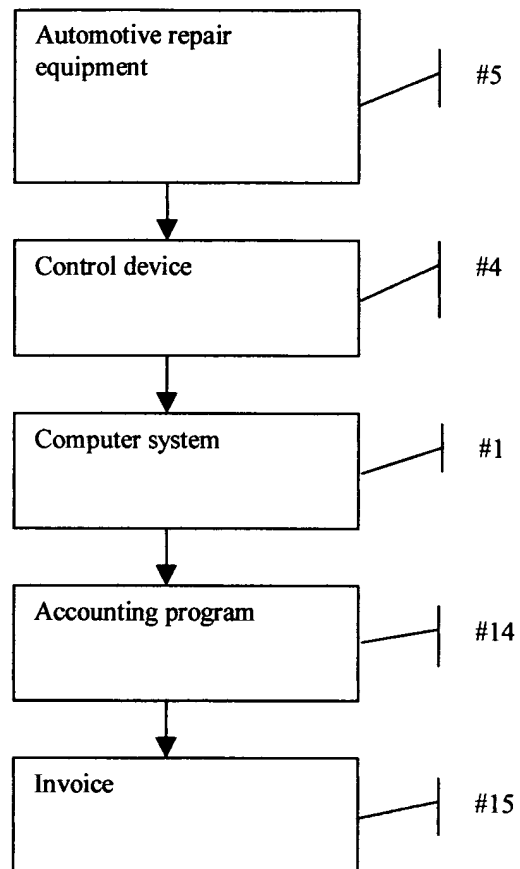 Automotive repair
equipment
#5
Control device
#4
Computer system
#1
Accounting program
#14
Invoice
#15